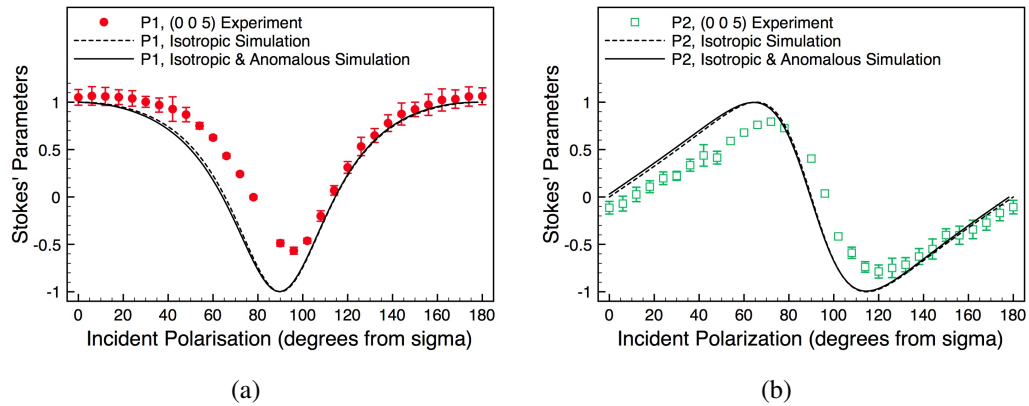 P1, (0 0 5) Experiment
P1, Isotropic Simulation
P1, Isotropic & Anomalous Simulation
Stokes' Parameters
1
0.5
0
-0.5
-1
0 20 40 60 80 100 120 140 160 180
Incident Polarisation (degrees from sigma)
(a)
P2, (0 0 5) Experiment
P2, Isotropic Simulation
P2, Isotropic & Anomalous Simulation
Stokes' Parameters
1
0.5
0
-0.5
-1
0 20 40 60 80 100 120 140 160 180
Incident Polarization (degrees from sigma)
(b)